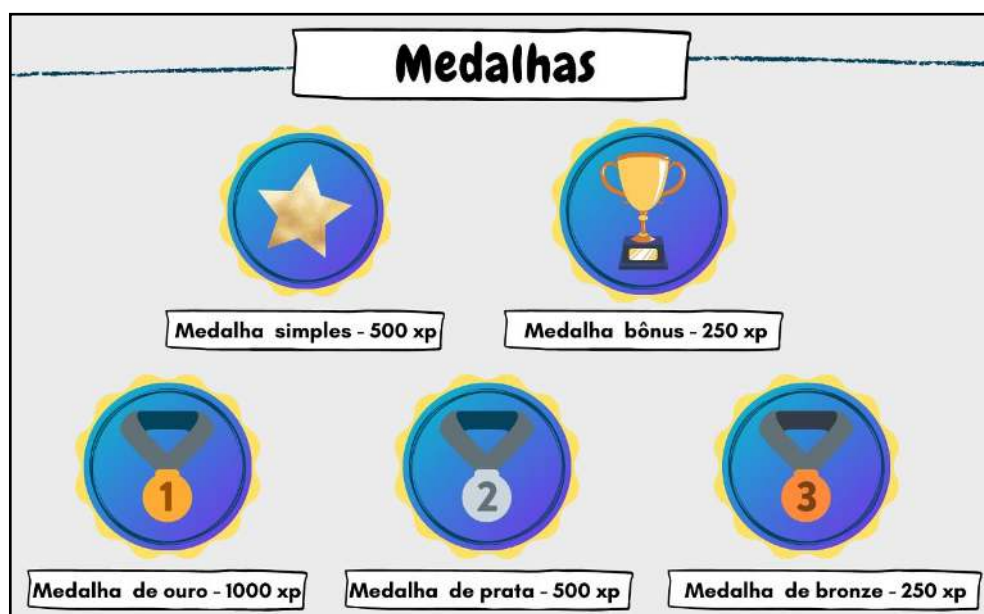 Medalhas
Medalha simples - 500 xp
Medalha bônus - 250 xp
1
2
3
Medalha de ouro - 1000 xp
Medalha de prata - 500 xp
Medalha de bronze - 250 xp